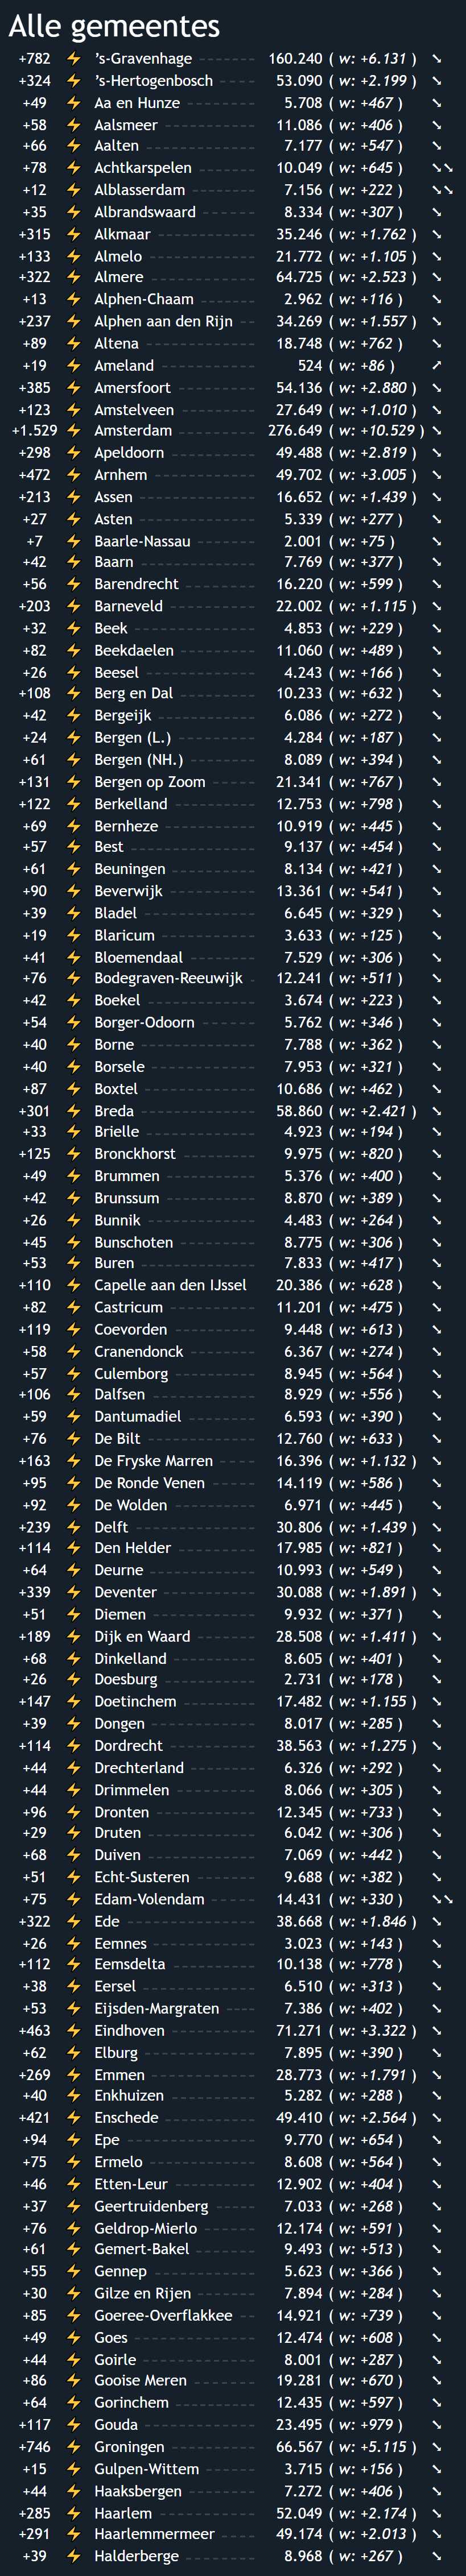 Alle gemeentes
+782 ⚡ ’s-Gravenhage 160.240 ( w: +6.131 ) ↘
+324 ⚡ ’s-Hertogenbosch 53.090 ( w: +2.199 ) ↘
+49 ⚡ Aa en Hunze 5.708 ( w: +467 ) ↘
+58 ⚡ Aalsmeer 11.086 ( w: +406 ) ↘
+66 ⚡ Aalten 7.177 ( w: +547 ) ↘
+78 ⚡ Achtkarspelen 10.049 ( w: +645 ) ↘↘
+12 ⚡ Alblasserdam 7.156 ( w: +222 ) ↘↘
+35 ⚡ Albrandswaard 8.334 ( w: +307 ) ↘
+315 ⚡ Alkmaar 35.246 ( w: +1.762 ) ↘
+133 ⚡ Almelo 21.772 ( w: +1.105 ) ↘
+322 ⚡ Almere 64.725 ( w: +2.523 ) ↘
+13 ⚡ Alphen-Chaam 2.962 ( w: +116 ) ↘
+237 ⚡ Alphen aan den Rijn 34.269 ( w: +1.557 ) ↘
+89 ⚡ Altena 18.748 ( w: +762 ) ↘
+19 ⚡ Ameland 524 ( w: +86 ) ↗
+385 ⚡ Amersfoort 54.136 ( w: +2.880 ) ↘
+123 ⚡ Amstelveen 27.649 ( w: +1.010 ) ↘
+1.529 ⚡ Amsterdam 276.649 ( w: +10.529 ) ↘
+298 ⚡ Apeldoorn 49.488 ( w: +2.819 ) ↘
+472 ⚡ Arnhem 49.702 ( w: +3.005 ) ↘
+213 ⚡ Assen 16.652 ( w: +1.439 ) ↘
+27 ⚡ Asten 5.339 ( w: +277 ) ↘
+7 ⚡ Baarle-Nassau 2.001 ( w: +75 ) ↘
+42 ⚡ Baarn 7.769 ( w: +377 ) ↘
+56 ⚡ Barendrecht 16.220 ( w: +599 ) ↘
+203 ⚡ Barneveld 22.002 ( w: +1.115 ) ↘
+32 ⚡ Beek 4.853 ( w: +229 ) ↘
+82 ⚡ Beekdaelen 11.060 ( w: +489 ) ↘
+26 ⚡ Beesel 4.243 ( w: +166 ) ↘
+108 ⚡ Berg en Dal 10.233 ( w: +632 ) ↘
+42 ⚡ Bergeijk 6.086 ( w: +272 ) ↘
+24 ⚡ Bergen (L.) 4.284 ( w: +187 ) ↘
+61 ⚡ Bergen (NH.) 8.089 ( w: +394 ) ↘
+131 ⚡ Bergen op Zoom 21.341 ( w: +767 ) ↘
+122 ⚡ Berkelland 12.753 ( w: +798 ) ↘
+69 ⚡ Bernheze 10.919 ( w: +445 ) ↘
+57 ⚡ Best 9.137 ( w: +454 ) ↘
+61 ⚡ Beuningen 8.134 ( w: +421 ) ↘
+90 ⚡ Beverwijk 13.361 ( w: +541 ) ↘
+39 ⚡ Bladel 6.645 ( w: +329 ) ↘
+19 ⚡ Blaricum 3.633 ( w: +125 ) ↘
+41 ⚡ Bloemendaal 7.529 ( w: +306 ) ↘
+76 ⚡ Bodegraven-Reeuwijk 12.241 ( w: +511 ) ↘
+42 ⚡ Boekel 3.674 ( w: +223 ) ↘
+54 ⚡ Borger-Odoorn 5.762 ( w: +346 ) ↘
+40 ⚡ Borne 7.788 ( w: +362 ) ↘
+40 ⚡ Borsele 7.953 ( w: +321 ) ↘
+87 ⚡ Boxtel 10.686 ( w: +462 ) ↘
+301 ⚡ Breda 58.860 ( w: +2.421 ) ↘
+33 ⚡ Brielle 4.923 ( w: +194 ) ↘
+125 ⚡ Bronckhorst 9.975 ( w: +820 ) ↘
+49 ⚡ Brummen 5.376 ( w: +400 ) ↘
+42 ⚡ Brunssum 8.870 ( w: +389 ) ↘
+26 ⚡ Bunnik 4.483 ( w: +264 ) ↘
+45 ⚡ Bunschoten 8.775 ( w: +306 ) ↘
+53 ⚡ Buren 7.833 ( w: +417 ) ↘
+110 ⚡ Capelle aan den IJssel 20.386 ( w: +628 ) ↘
+82 ⚡ Castricum 11.201 ( w: +475 ) ↘
+119 ⚡ Coevorden 9.448 ( w: +613 ) ↘
+58 ⚡ Cranendonck 6.367 ( w: +274 ) ↘
+57 ⚡ Culemborg 8.945 ( w: +564 ) ↘
+106 ⚡ Dalfsen 8.929 ( w: +556 ) ↘
+59 ⚡ Dantumadiel 6.593 ( w: +390 ) ↘
+76 ⚡ De Bilt 12.760 ( w: +633 ) ↘
+163 ⚡ De Fryske Marren 16.396 ( w: +1.132 ) ↘
+95 ⚡ De Ronde Venen 14.119 ( w: +586 ) ↘
+92 ⚡ De Wolden 6.971 ( w: +445 ) ↘
+239 ⚡ Delft 30.806 ( w: +1.439 ) ↘
+114 ⚡ Den Helder 17.985 ( w: +821 ) ↘
+64 ⚡ Deurne 10.993 ( w: +549 ) ↘
+339 ⚡ Deventer 30.088 ( w: +1.891 ) ↘
+51 ⚡ Diemen 9.932 ( w: +371 ) ↘
+189 ⚡ Dijk en Waard 28.508 ( w: +1.411 ) ↘
+68 ⚡ Dinkelland 8.605 ( w: +401 ) ↘
+26 ⚡ Doesburg 2.731 ( w: +178 ) ↘
+147 ⚡ Doetinchem 17.482 ( w: +1.155 ) ↘
+39 ⚡ Dongen 8.017 ( w: +285 ) ↘
+114 ⚡ Dordrecht 38.563 ( w: +1.275 ) ↘
+44 ⚡ Drechterland 6.326 ( w: +292 ) ↘
+44 ⚡ Drimmelen 8.066 ( w: +305 ) ↘
+96 ⚡ Dronten 12.345 ( w: +733 ) ↘
+29 ⚡ Druten 6.042 ( w: +306 ) ↘
+68 ⚡ Duiven 7.069 ( w: +442 ) ↘
+51 ⚡ Echt-Susteren 9.688 ( w: +382 ) ↘
+75 ⚡ Edam-Volendam 14.431 ( w: +330 ) ↘↘
+322 ⚡ Ede 38.668 ( w: +1.846 ) ↘
+26 ⚡ Eemnes 3.023 ( w: +143 ) ↘
+112 ⚡ Eemsdelta 10.138 ( w: +778 ) ↘
+38 ⚡ Eersel 6.510 ( w: +313 ) ↘
+53 ⚡ Eijsden-Margraten 7.386 ( w: +402 ) ↘
+463 ⚡ Eindhoven 71.271 ( w: +3.322 ) ↘
+62 ⚡ Elburg 7.895 ( w: +390 ) ↘
+269 ⚡ Emmen 28.773 ( w: +1.791 ) ↘
+40 ⚡ Enkhuizen 5.282 ( w: +288 ) ↘
+421 ⚡ Enschede 49.410 ( w: +2.564 ) ↘
+94 ⚡ Epe 9.770 ( w: +654 ) ↘
+75 ⚡ Ermelo 8.608 ( w: +564 ) ↘
+46 ⚡ Etten-Leur 12.902 ( w: +404 ) ↘
+37 ⚡ Geertruidenberg 7.033 ( w: +268 ) ↘
+76 ⚡ Geldrop-Mierlo 12.174 ( w: +591 ) ↘
+61 ⚡ Gemert-Bakel 9.493 ( w: +513 ) ↘
+55 ⚡ Gennep 5.623 ( w: +366 ) ↘
+30 ⚡ Gilze en Rijen 7.894 ( w: +284 ) ↘
+85 ⚡ Goeree-Overflakkee 14.921 ( w: +739 ) ↘
+49 ⚡ Goes 12.474 ( w: +608 ) ↘
+44 ⚡ Goirle 8.001 ( w: +287 ) ↘
+86 ⚡ Gooise Meren 19.281 ( w: +670 ) ↘
+64 ⚡ Gorinchem 12.435 ( w: +597 ) ↘
+117 ⚡ Gouda 23.495 ( w: +979 ) ↘
+746 ⚡ Groningen 66.567 ( w: +5.115 ) ↘
+15 ⚡ Gulpen-Wittem 3.715 ( w: +156 ) ↘
+44 ⚡ Haaksbergen 7.272 ( w: +406 ) ↘
+285 ⚡ Haarlem 52.049 ( w: +2.174 ) ↘
+291 ⚡ Haarlemmermeer 49.174 ( w: +2.013 ) ↘
+39 ⚡ Halderberge 8.968 ( w: +267 ) ↘